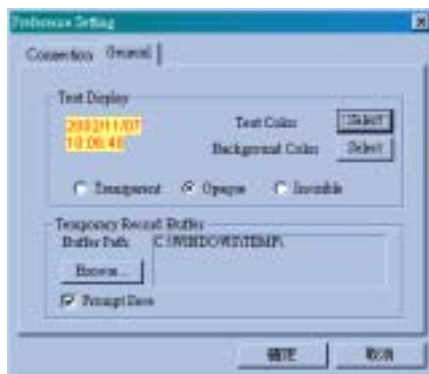 Preference Setting
Connection General
Text Display
2002/11/07
10:06:48
Text Color Select
Background Color Select
Transparent Opaque Invisible
Temporary Record Buffer
Buffer Path: C:\WINDOWS\TEMP\
Browse...
Prompt Save
確定 取消